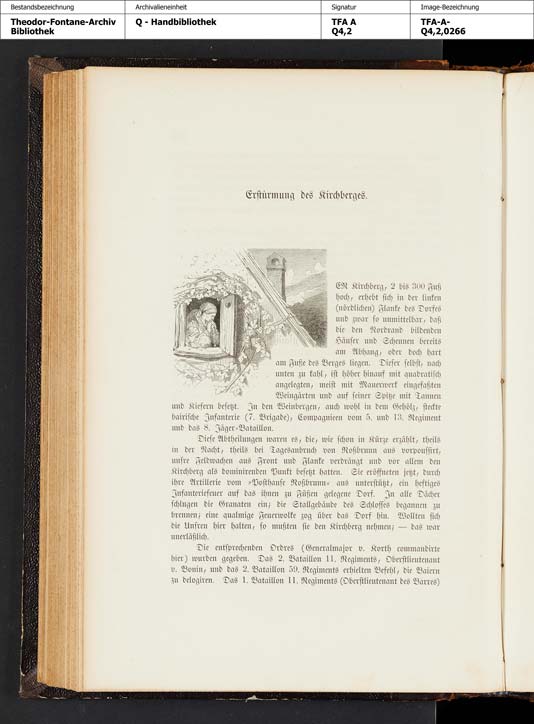 Bestandsbezeichnung
Archivalieneinheit
Signatur
Image-Bezeichnung
Theodor-Fontane-Archiv
Bibliothek
Q - Handbibliothek
TFA A
Q4,2
TFA-A-
Q4,2,0266
Erstürmung des Kirchberges.
ER Kirchberg, 2 bis 300 Fuß
hoch, erhebt sich in der linken
(nördlichen) Flanke des Dorfes
und zwar so unmittelbar, daß
die den Nordrand bildenden
Häuser und Scheunen bereits
am Abhang, oder doch hart
am Fuße des Berges liegen. Dieser selbst, nach
unten zu kahl, ist höher hinauf mit quadratisch
angelegten, meist mit Mauerwerk eingefaßten
Weingärten und auf seiner Spitze mit Tannen
und Kiefern besetzt. In den Weinbergen, auch wohl in dem Gehölz, steckte
bairische Infanterie (7. Brigade), Compagnieen vom 5. und 13. Regiment
und das 8. Jäger-Bataillon.
Diese Abtheilungen waren es, die, wie schon in Kürze erzählt, theils
in der Nacht, theils bei Tagesanbruch von Roßbrunn aus vorpoussirt,
unsre Feldwachen aus Front und Flanke verdrängt und vor allem den
Kirchberg als dominirenden Punkt besetzt hatten. Sie eröffneten jetzt, durch
ihre Artillerie vom »Posthause Roßbrunn« aus unterstützt, ein heftiges
Infanteriefeuer auf das ihnen zu Füßen gelegene Dorf. In alle Dächer
schlugen die Granaten ein; die Stallgebäude des Schlosses begannen zu
brennen; eine qualmige Feuerwolke zog über das Dorf hin. Wollten sich
die Unsren hier halten, so mußten sie den Kirchberg nehmen; — das war
unerläßlich.
Die entsprechenden Ordres (Generalmajor v. Korth commandirte
hier) wurden gegeben. Das 2. Bataillon 11. Regiments, Oberstlieutenant
v. Bonin, und das 2. Bataillon 59. Regiments erhielten Befehl, die Baiern
zu delogiren. Das 1. Bataillon 11. Regiments (Oberstlieutenant des Barres)